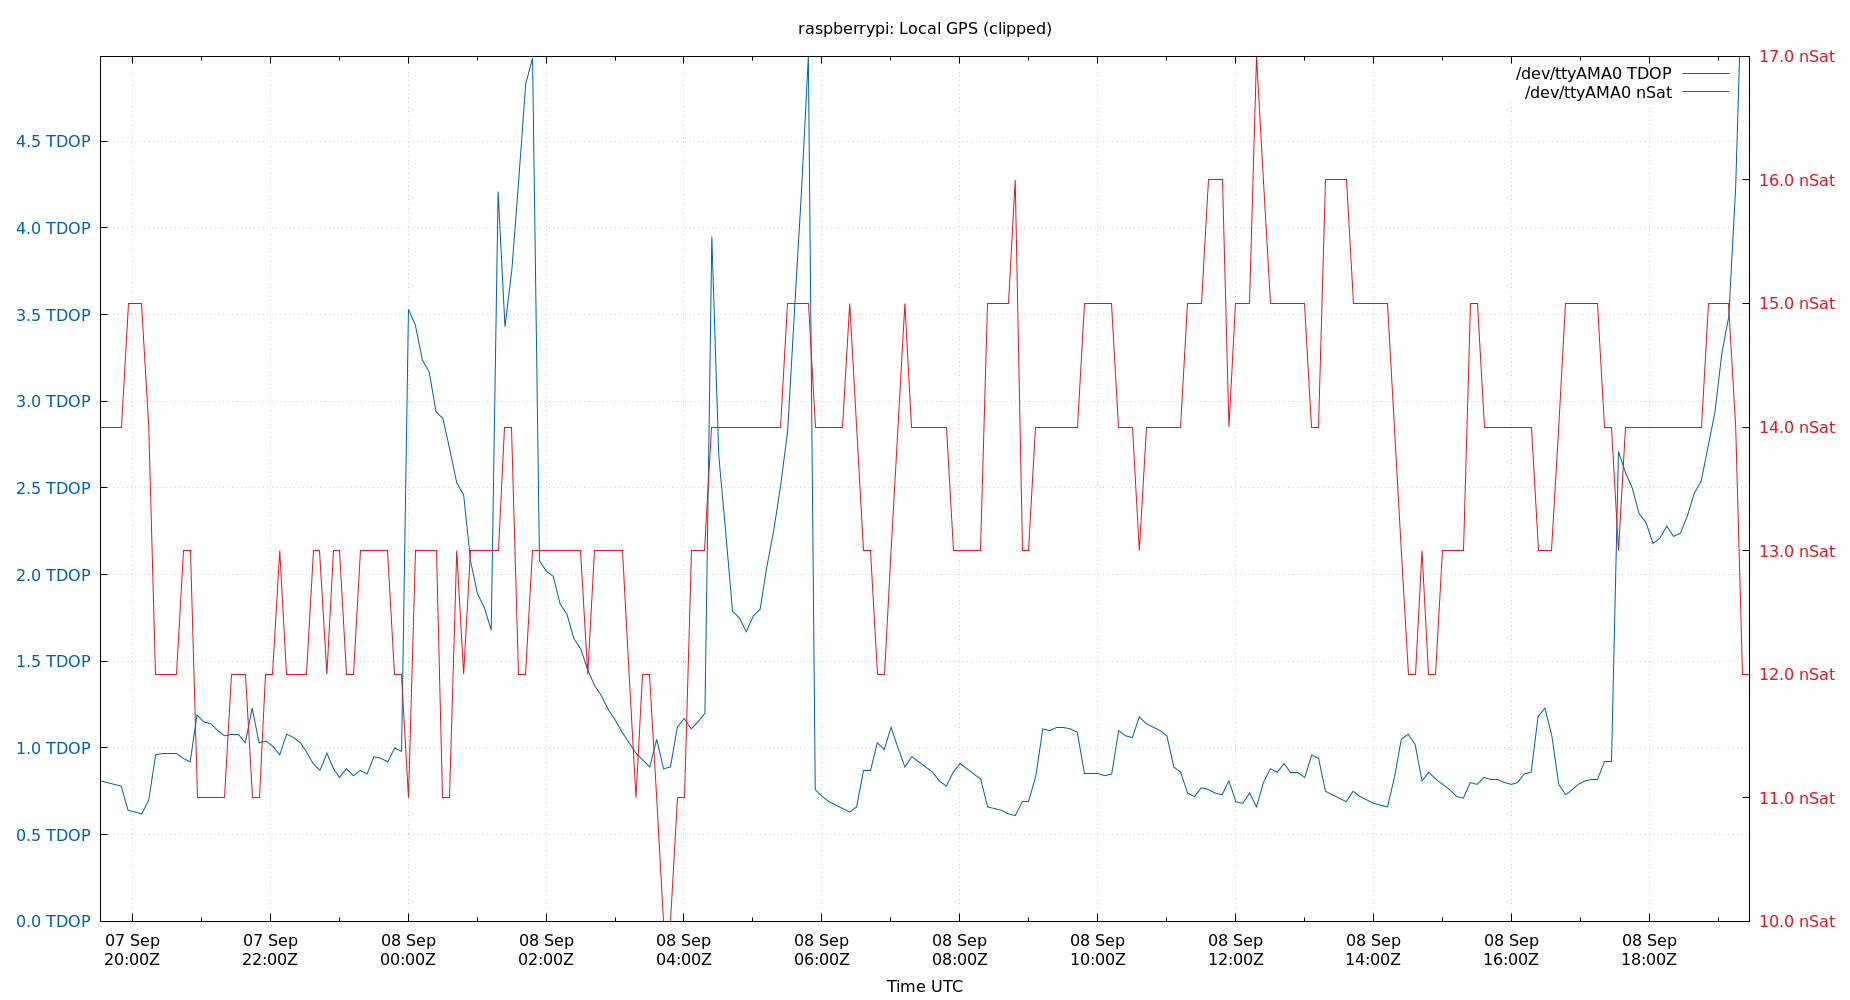 raspberrypi: Local GPS (clipped)
/dev/ttyAMA0 TDOP
/dev/ttyAMA0 nSat
4.5 TDOP
4.0 TDOP
3.5 TDOP
3.0 TDOP
2.5 TDOP
2.0 TDOP
1.5 TDOP
1.0 TDOP
0.5 TDOP
0.0 TDOP
17.0 nSat
16.0 nSat
15.0 nSat
14.0 nSat
13.0 nSat
12.0 nSat
11.0 nSat
10.0 nSat
07 Sep
20:00Z
07 Sep
22:00Z
08 Sep
00:00Z
08 Sep
02:00Z
08 Sep
04:00Z
08 Sep
06:00Z
08 Sep
08:00Z
08 Sep
10:00Z
08 Sep
12:00Z
08 Sep
14:00Z
08 Sep
16:00Z
08 Sep
18:00Z
Time UTC